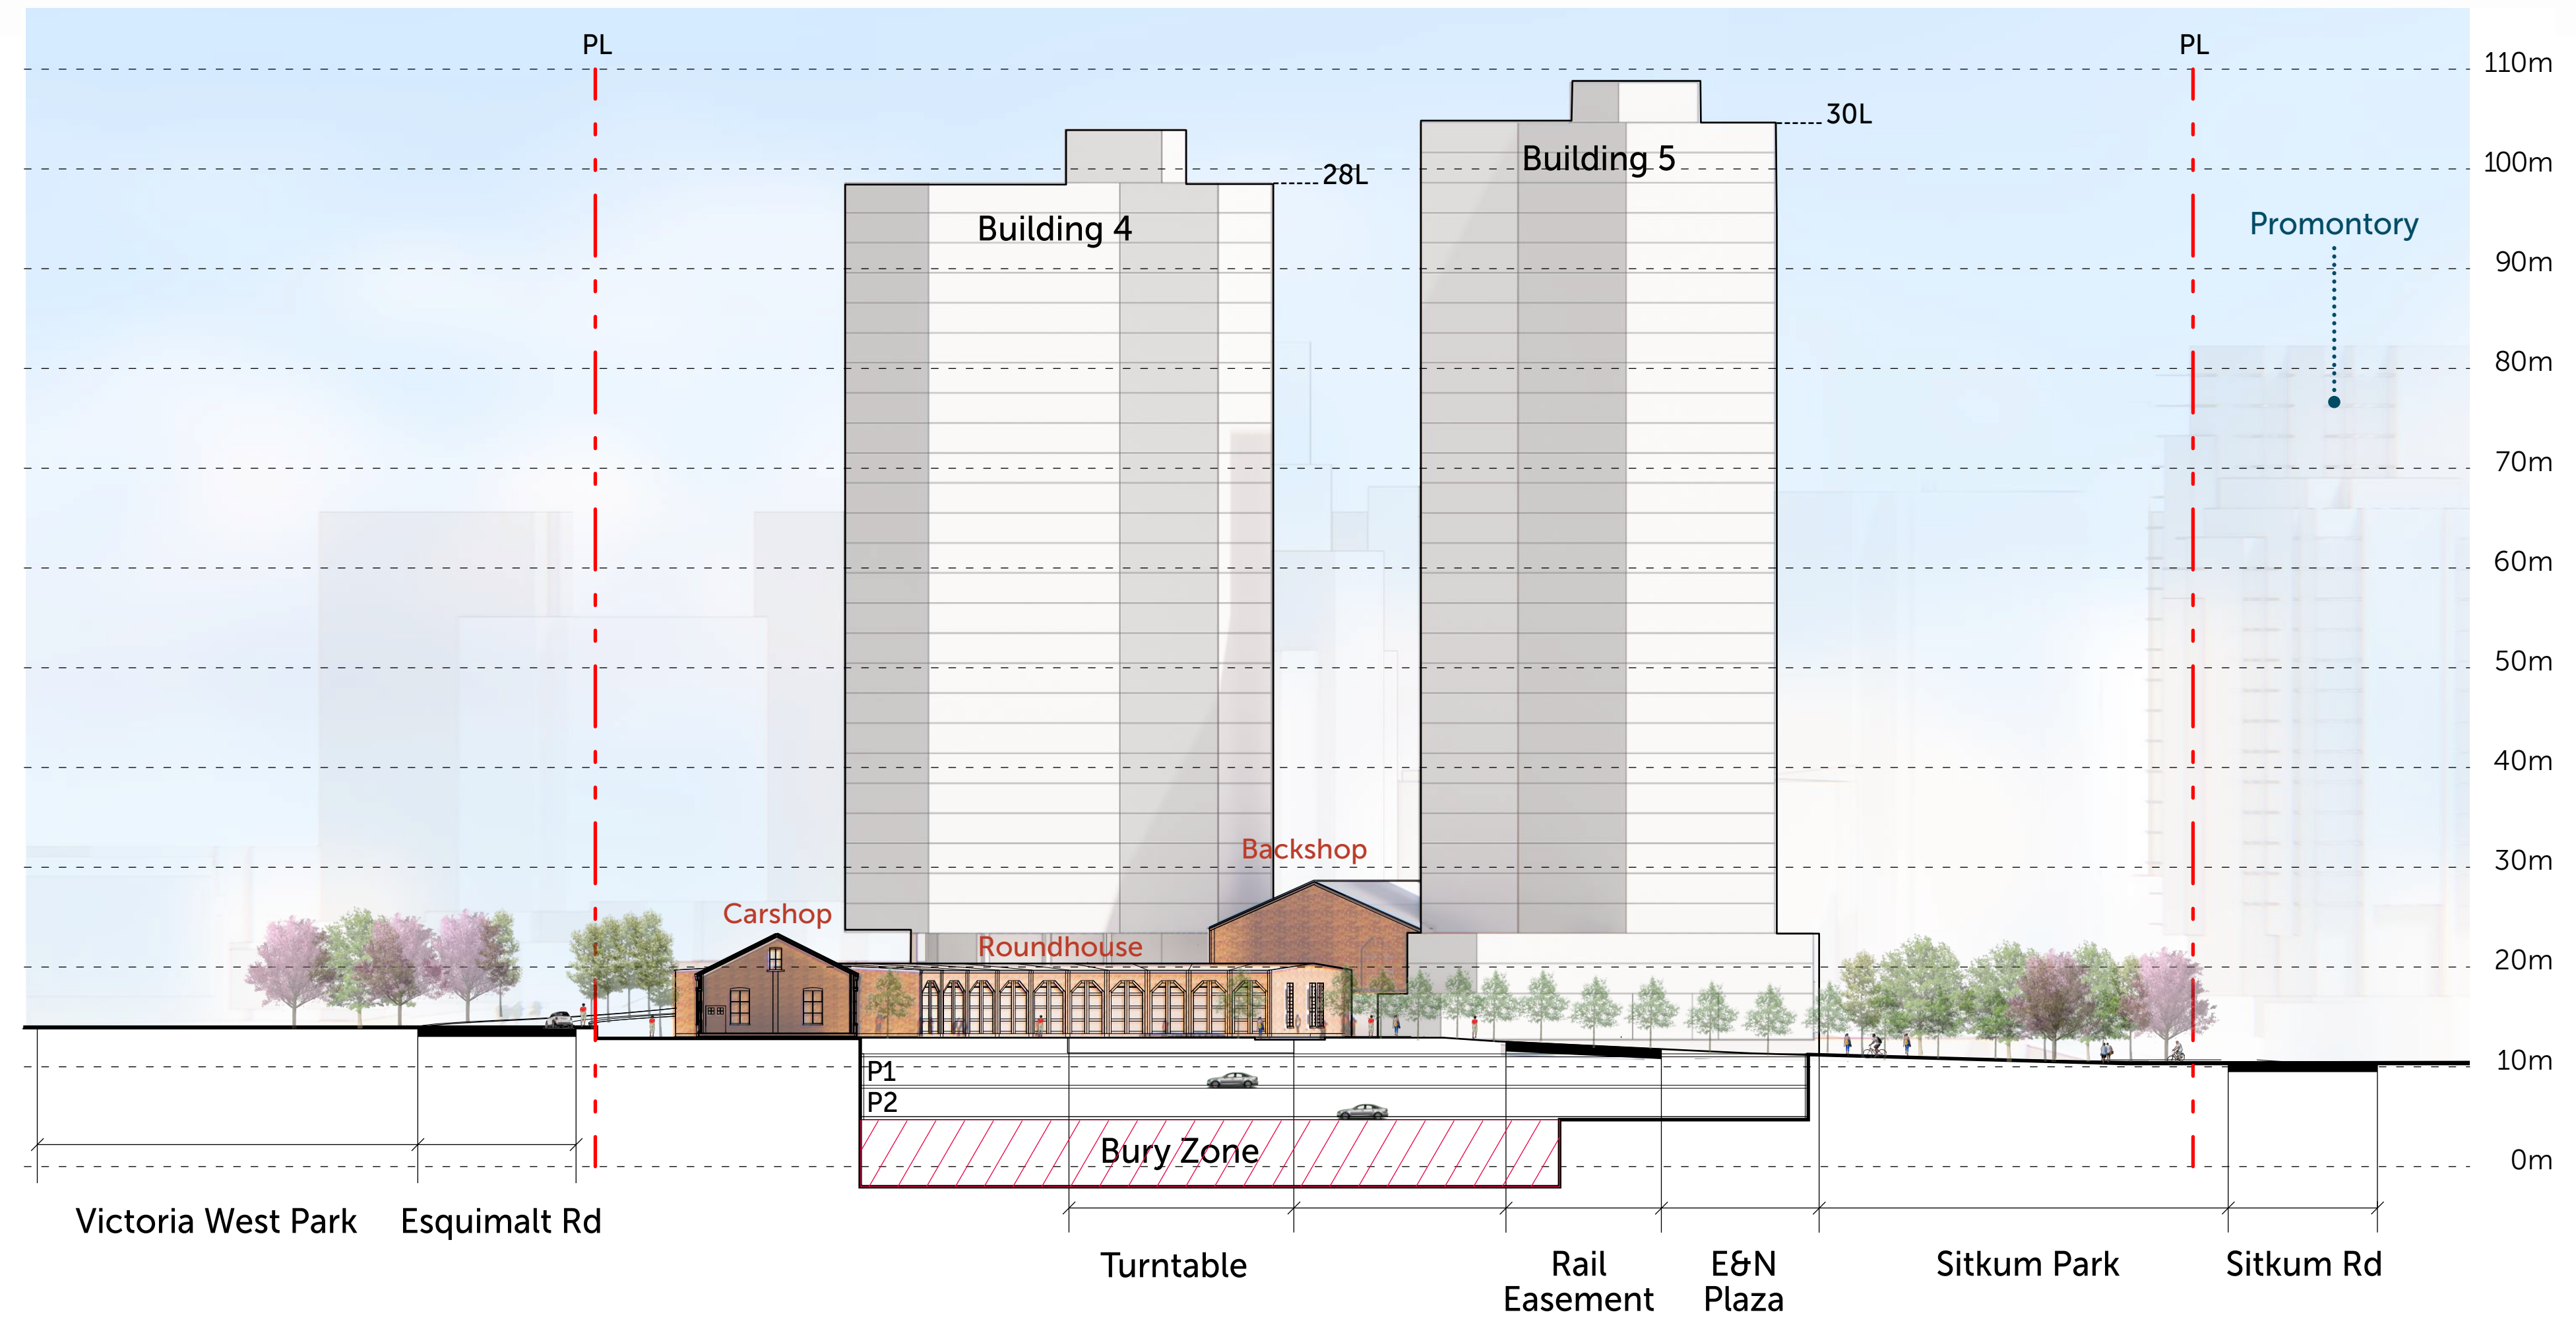 PL
PL
110m
30L
Building 5
100m
28L
Building 4
Promontory
90m
80m
70m
60m
50m
40m
Backshop
30m
Carshop
Roundhouse
20m
10m
P1
P2
Bury Zone
0m
Victoria West Park
Esquimalt Rd
Turntable
Rail
Easement
E&N
Plaza
Sitkum Park
Sitkum Rd